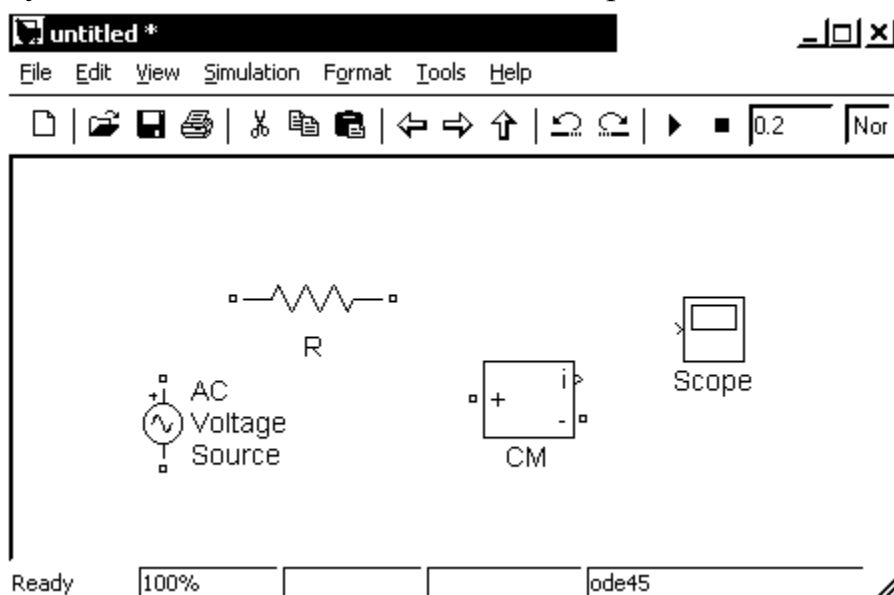 untitled *
File Edit View Simulation Format Tools Help
0.2 Nor
R
AC
Voltage
Source
+ i
-
CM
Scope
Ready 100% ode45